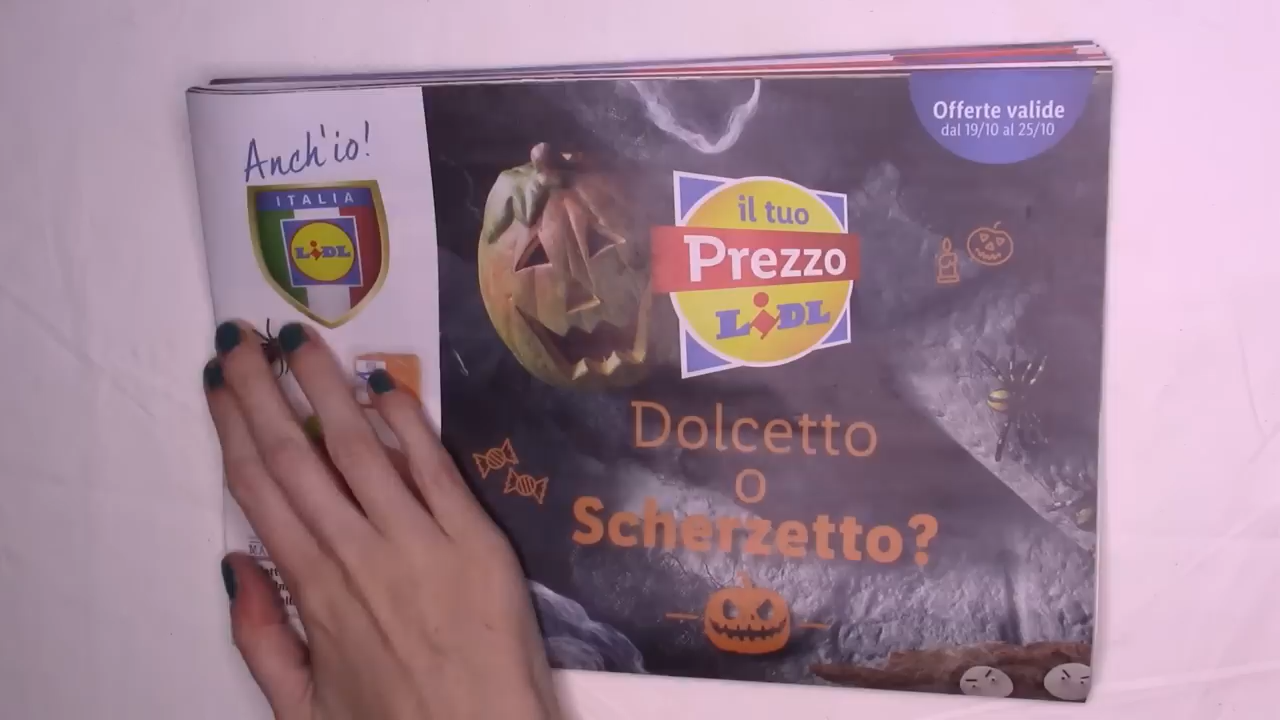 Anch'io!
ITALIA
LIDL
Offerte valide
dal 19/10 al 25/10
il tuo
Prezzo
LIDL
Dolcetto
o
Scherzetto?